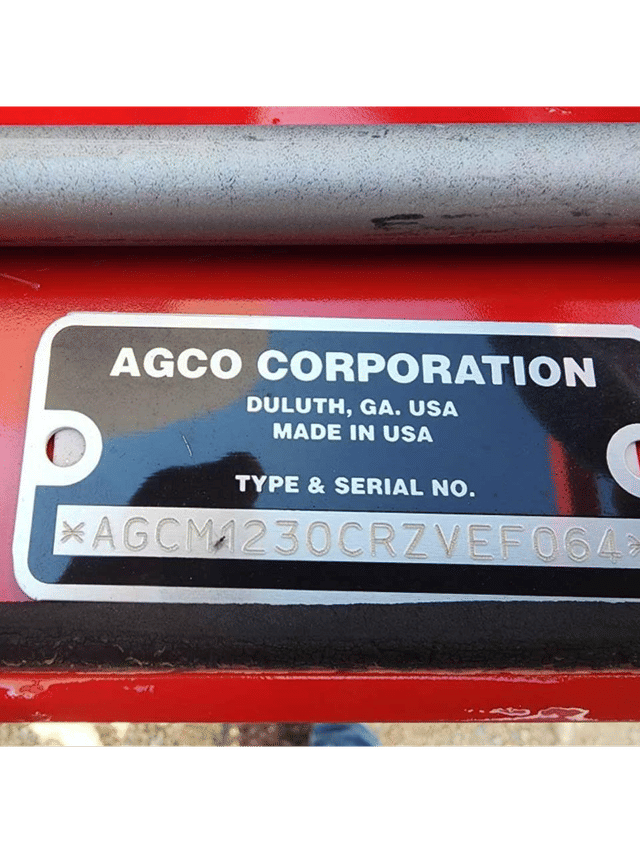 AGCO CORPORATION
DULUTH, GA. USA
MADE IN USA
TYPE & SERIAL NO.
*AGCM1230CRZVEF064*